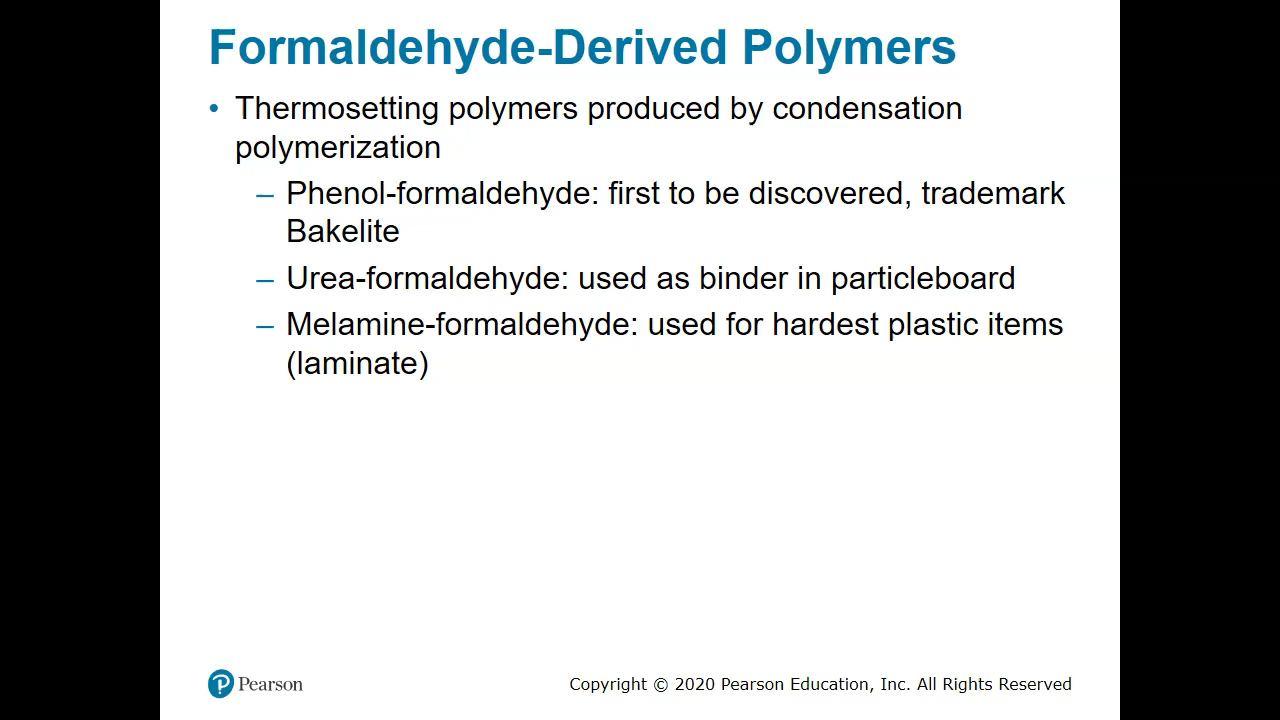 Formaldehyde-Derived Polymers
• Thermosetting polymers produced by condensation
polymerization
– Phenol-formaldehyde: first to be discovered, trademark
Bakelite
– Urea-formaldehyde: used as binder in particleboard
– Melamine-formaldehyde: used for hardest plastic items
(laminate)
Pearson
Copyright © 2020 Pearson Education, Inc. All Rights Reserved